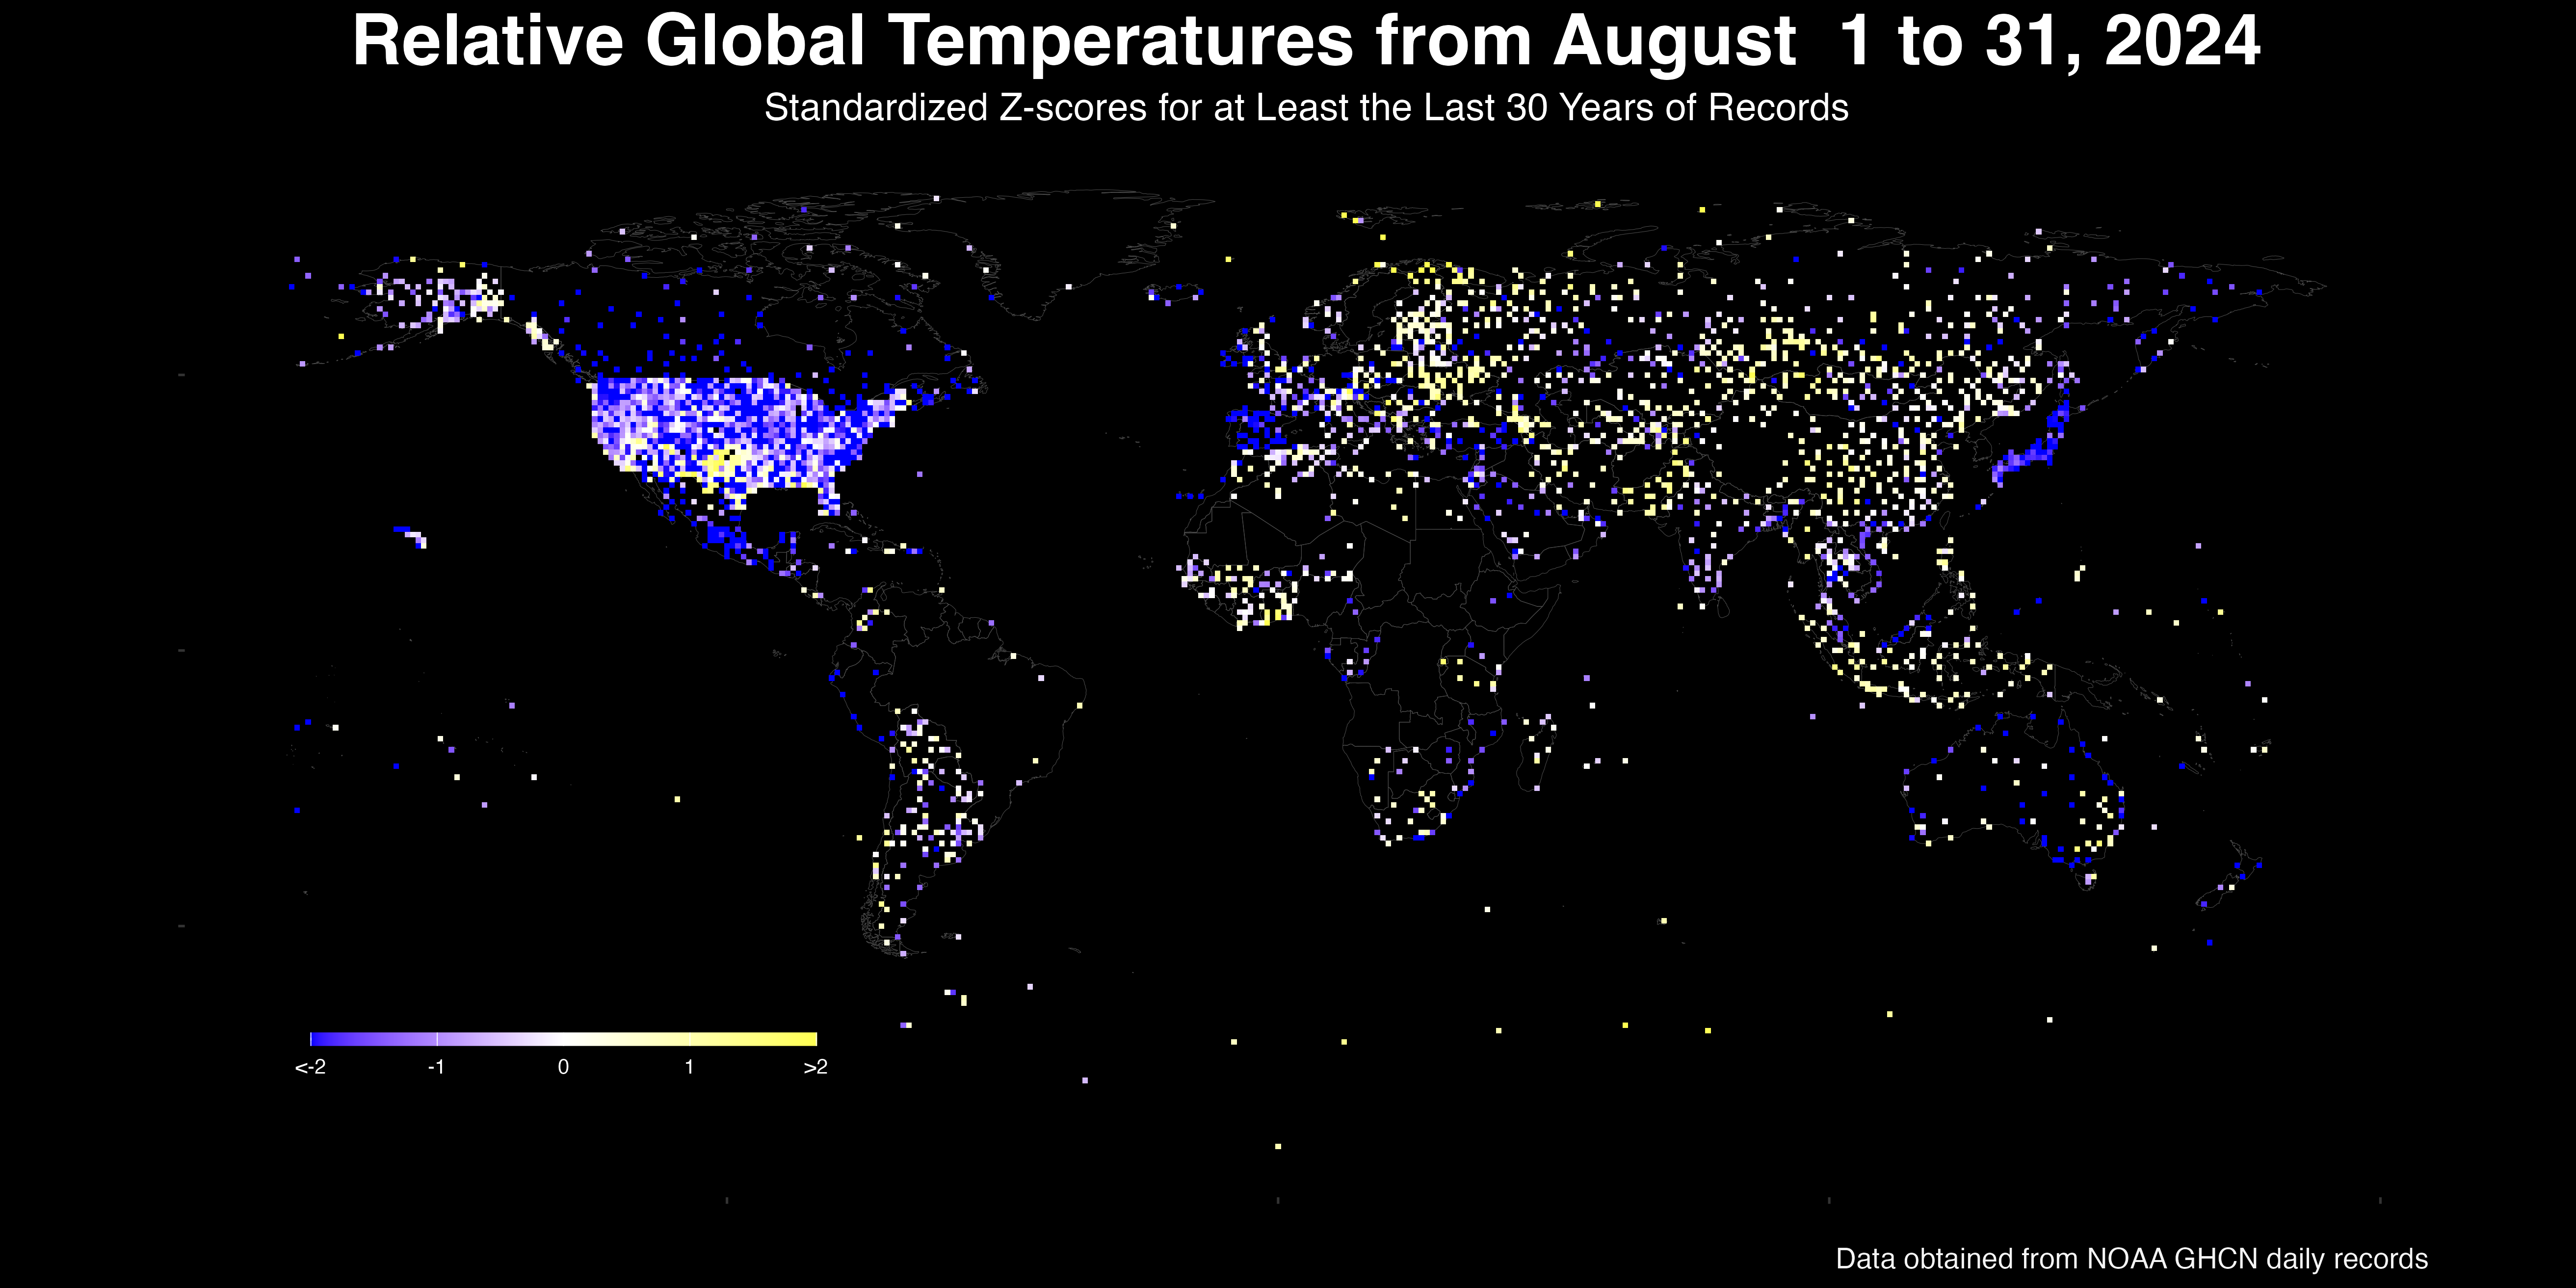 Relative Global Temperatures from August  1 to 31, 2024
Standardized Z-scores for at Least the Last 30 Years of Records
<-2 -1 0 1 >2
Data obtained from NOAA GHCN daily records